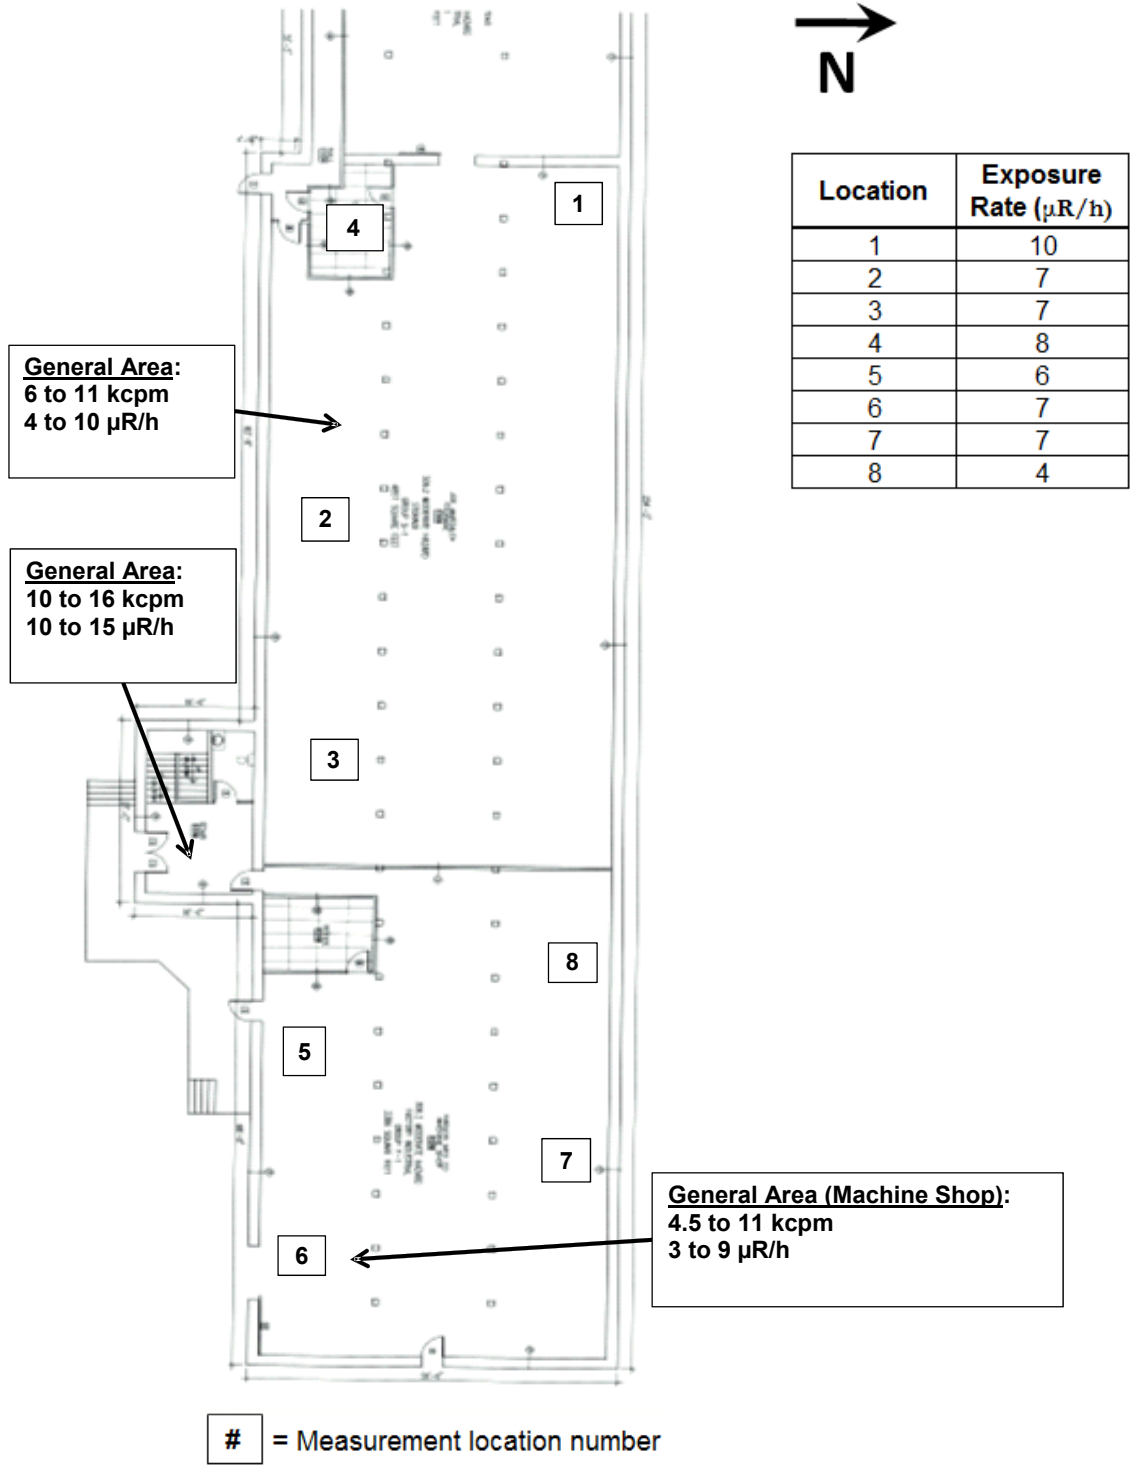 N
Location Exposure Rate (µR/h)
1 10
2 7
3 7
4 8
5 6
6 7
7 7
8 4
1
4
General Area:
6 to 11 kcpm
4 to 10 µR/h
2
General Area:
10 to 16 kcpm
10 to 15 µR/h
3
8
5
7
General Area (Machine Shop):
4.5 to 11 kcpm
3 to 9 µR/h
6
# = Measurement location number